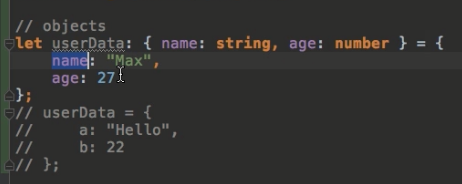 // objects
let userData: { name: string, age: number } = {
    name: "Max",
    age: 27
};
// userData = {
//     a: "Hello",
//     b: 22
// };